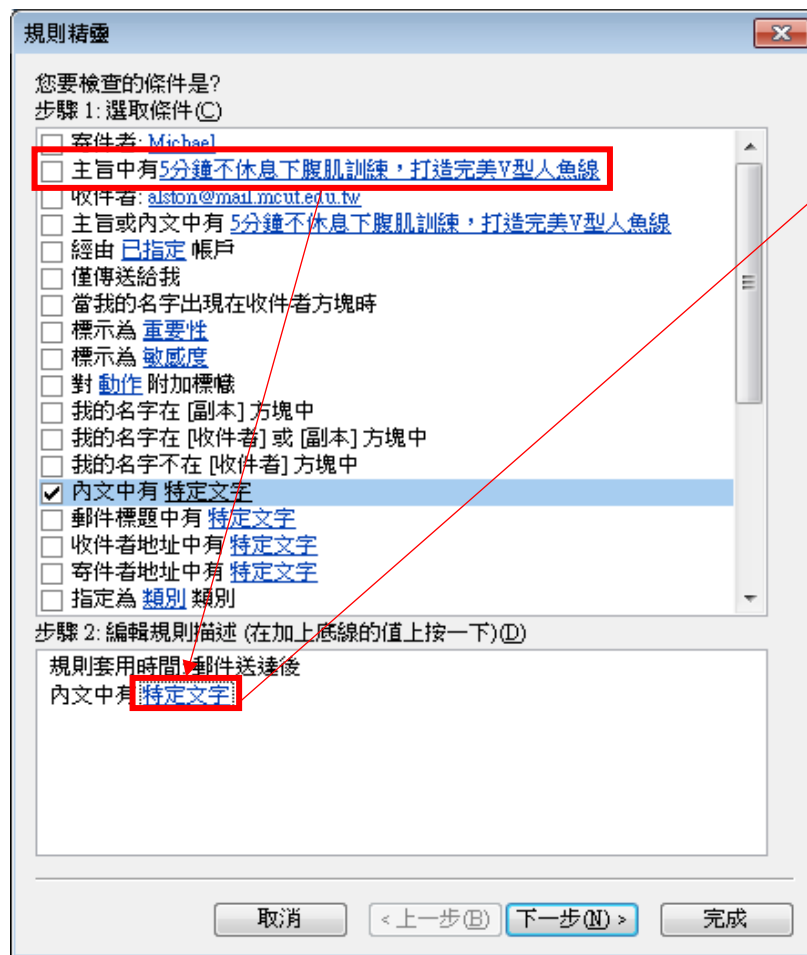 規則精靈
您要檢查的條件是?
步驟 1: 選取條件(C)
寄件者: Michael
主旨中有5分鐘不休息下腹肌訓練，打造完美V型人魚線
收件者: alston@mail.mcut.edu.tw
主旨或內文中有 5分鐘不休息下腹肌訓練，打造完美V型人魚線
經由 已指定 帳戶
僅傳送給我
當我的名字出現在收件者方塊時
標示為 重要性
標示為 敏感度
對 動作 附加標幟
我的名字在 [副本] 方塊中
我的名字在 [收件者] 或 [副本] 方塊中
我的名字不在 [收件者] 方塊中
內文中有 特定文字
郵件標題中有 特定文字
收件者地址中有 特定文字
寄件者地址中有 特定文字
指定為 類別 類別
步驟 2: 編輯規則描述 (在加上底線的值上按一下)(D)
規則套用時間:郵件送達後
內文中有 特定文字
取消 < 上一步(B) 下一步(N) > 完成